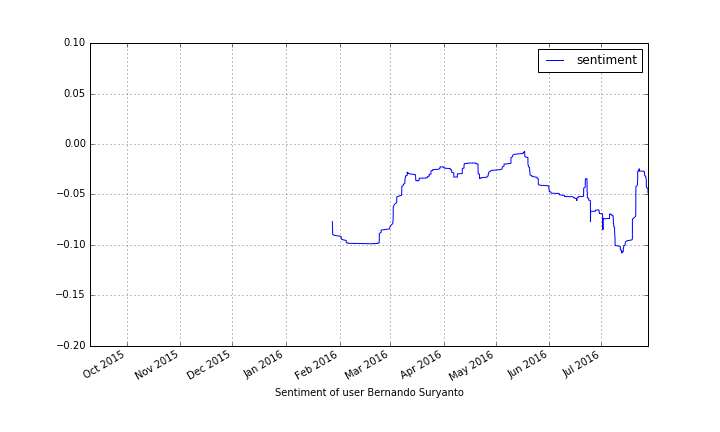 0.10
0.05
0.00
−0.05
−0.10
−0.15
−0.20
sentiment
Oct 2015
Nov 2015
Dec 2015
Jan 2016
Feb 2016
Mar 2016
Apr 2016
May 2016
Jun 2016
Jul 2016
Sentiment of user Bernando Suryanto